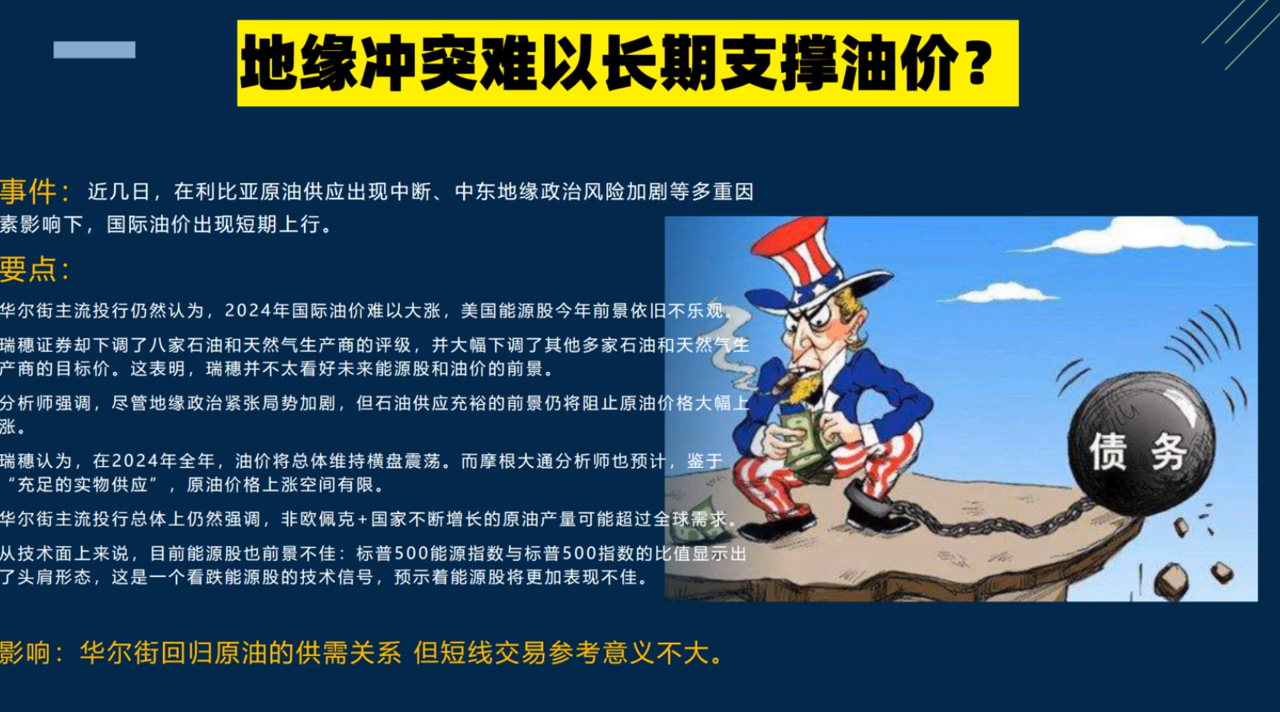 地缘冲突难以长期支撑油价？
事件：近几日，在利比亚原油供应出现中断、中东地缘政治风险加剧等多重因
素影响下，国际油价出现短期上行。
要点：
华尔街主流投行仍然认为，2024年国际油价难以大涨，美国能源股今年前景依旧不乐观。
瑞穗证券却下调了八家石油和天然气生产商的评级，并大幅下调了其他多家石油和天然气生
产商的目标价。这表明，瑞穗并不太看好未来能源股和油价的前景。
分析师强调，尽管地缘政治紧张局势加剧，但石油供应充裕的前景仍将阻止原油价格大幅上
涨。
瑞穗认为，在2024年全年，油价将总体维持横盘震荡。而摩根大通分析师也预计，鉴于
“充足的实物供应”，原油价格上涨空间有限。
华尔街主流投行总体上仍然强调，非欧佩克+国家不断增长的原油产量可能超过全球需求。
从技术面上来说，目前能源股也前景不佳：标普500能源指数与标普500指数的比值显示出
了头肩形态，这是一个看跌能源股的技术信号，预示着能源股将更加表现不佳。
债 务
影响：华尔街回归原油的供需关系 但短线交易参考意义不大。